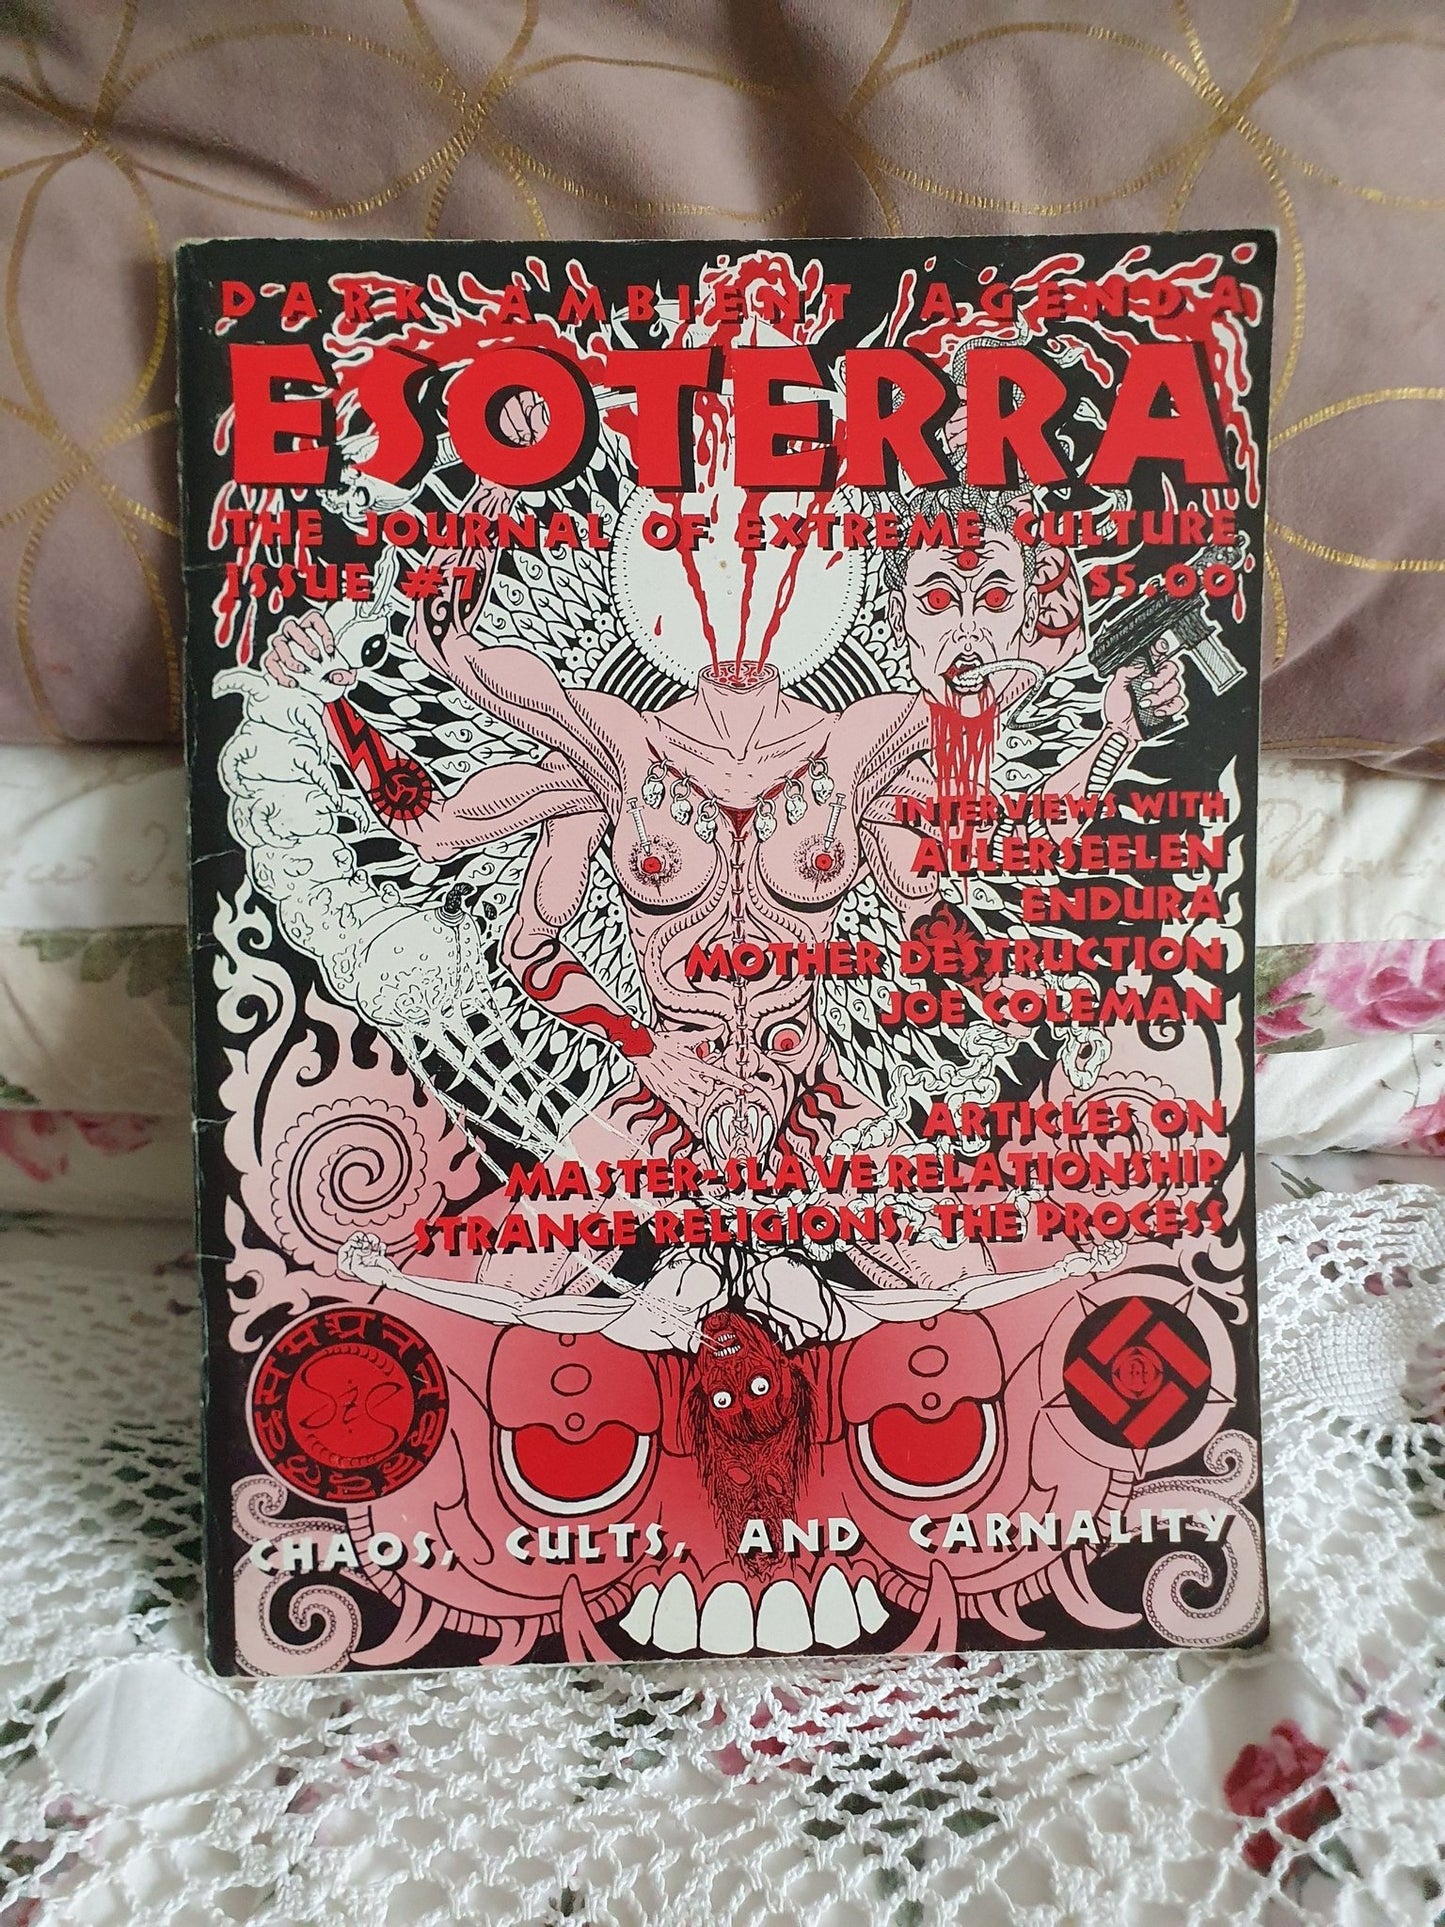 DARK AMBIENT AGENDA
ESOTERRA
THE JOURNAL OF EXTREME CULTURE
ISSUE #7 $5.00
INTERVIEWS WITH
ALLERSEELEN
ENDURA
MOTHER DESTRUCTION
JOE COLEMAN
ARTICLES ON
MASTER-SLAVE RELATIONSHIP
STRANGE RELIGIONS, THE PROCESS
CHAOS, CULTS, AND CARNALITY